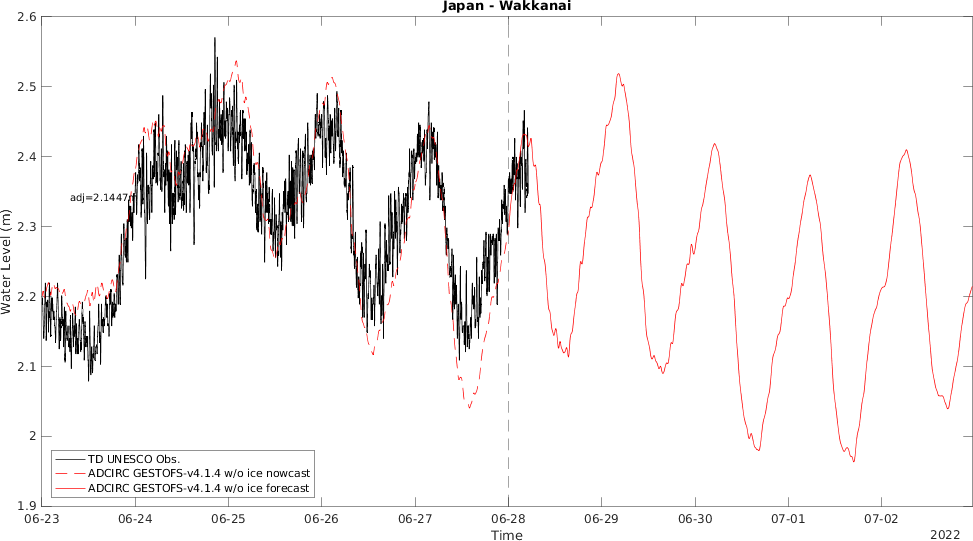 Japan - Wakkanai
2.6
2.5
2.4
2.3
2.2
2.1
2
1.9
Water Level (m)
adj=2.1447
TD UNESCO Obs.
ADCIRC GESTOFS-v4.1.4 w/o ice nowcast
ADCIRC GESTOFS-v4.1.4 w/o ice forecast
06-23 06-24 06-25 06-26 06-27 06-28 06-29 06-30 07-01 07-02
Time
2022